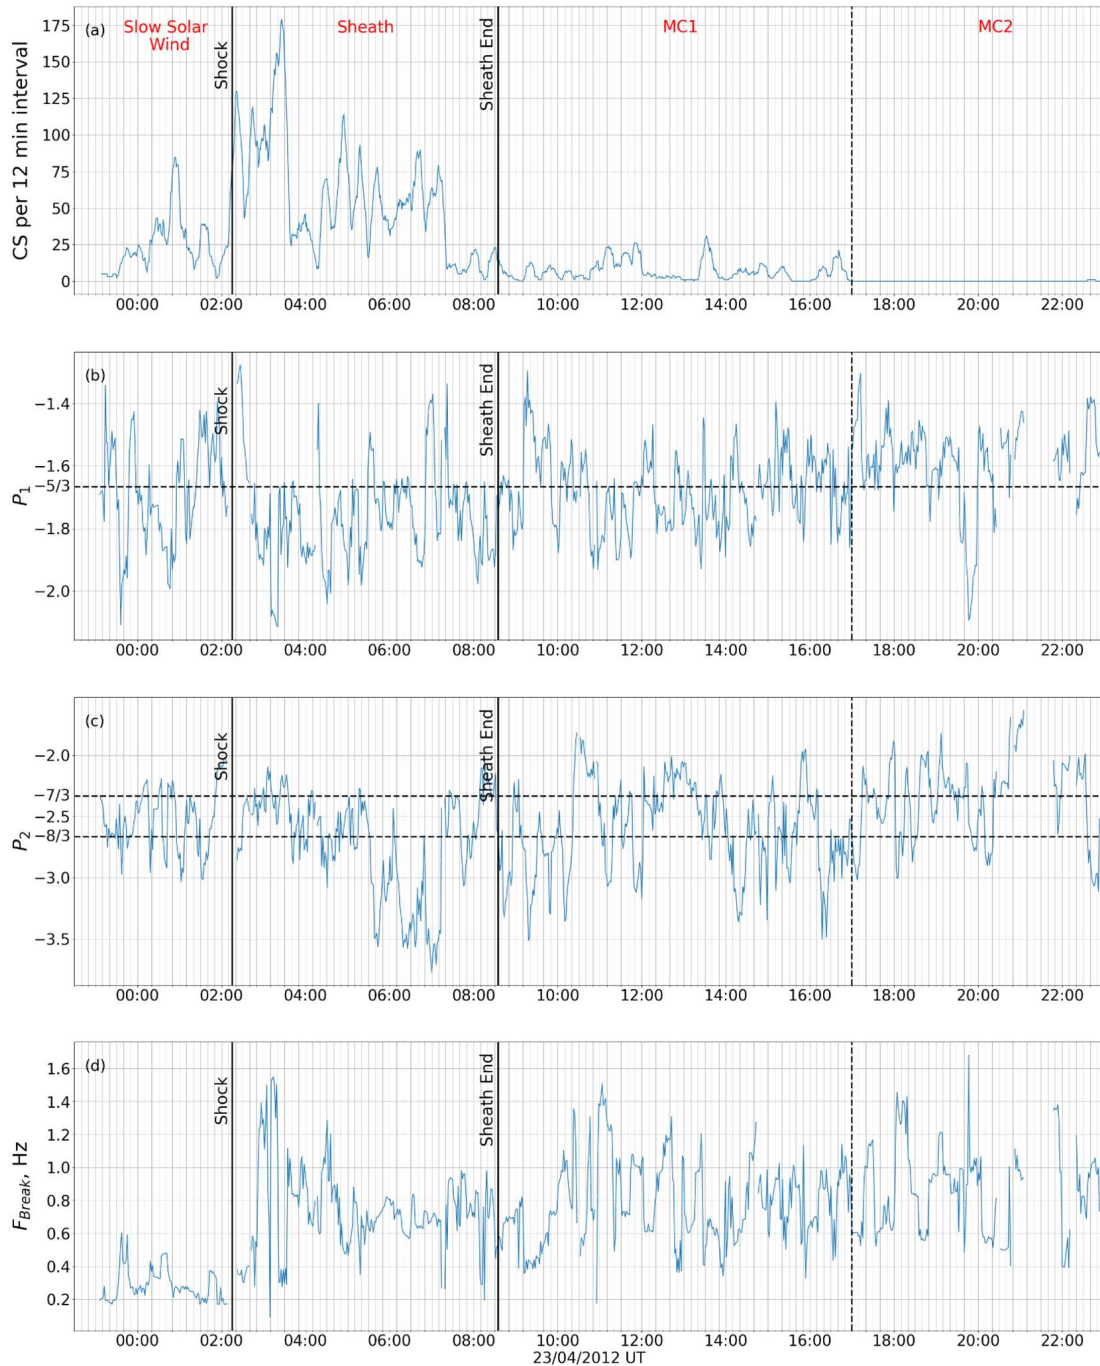 (a)
Slow Solar
Wind
Sheath
MC1
MC2
Shock
Sheath End
CS per 12 min interval
175
150
125
100
75
50
25
0
00:00 02:00 04:00 06:00 08:00 10:00 12:00 14:00 16:00 18:00 20:00 22:00
(b)
Shock
Sheath End
P1
−1.4
−1.6
−5/3
−1.8
−2.0
00:00 02:00 04:00 06:00 08:00 10:00 12:00 14:00 16:00 18:00 20:00 22:00
(c)
Shock
Sheath End
P2
−2.0
−7/3
−2.5
−8/3
−3.0
−3.5
00:00 02:00 04:00 06:00 08:00 10:00 12:00 14:00 16:00 18:00 20:00 22:00
(d)
Shock
Sheath End
FBreak, Hz
1.6
1.4
1.2
1.0
0.8
0.6
0.4
0.2
00:00 02:00 04:00 06:00 08:00 10:00 12:00 14:00 16:00 18:00 20:00 22:00
23/04/2012 UT